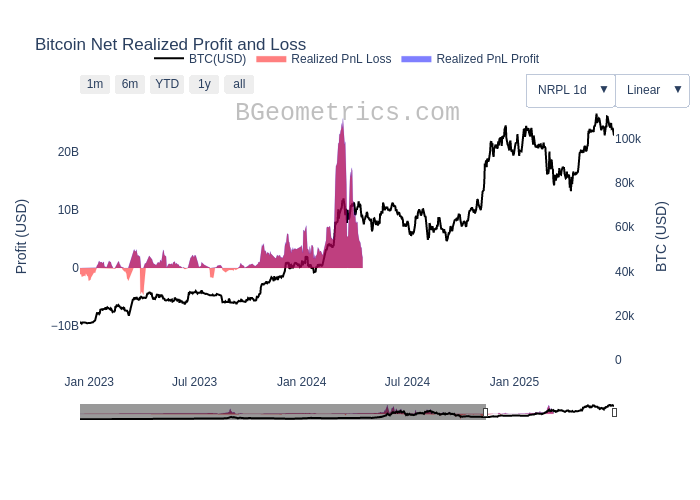 Bitcoin Net Realized Profit and Loss
BTC(USD) Realized PnL Loss Realized PnL Profit
1m 6m YTD 1y all
NRPL 1d ▼ Linear ▼
BGeometrics.com
20B
10B
0
−10B
Profit (USD)
100k
80k
60k
40k
20k
0
BTC (USD)
Jan 2023 Jul 2023 Jan 2024 Jul 2024 Jan 2025